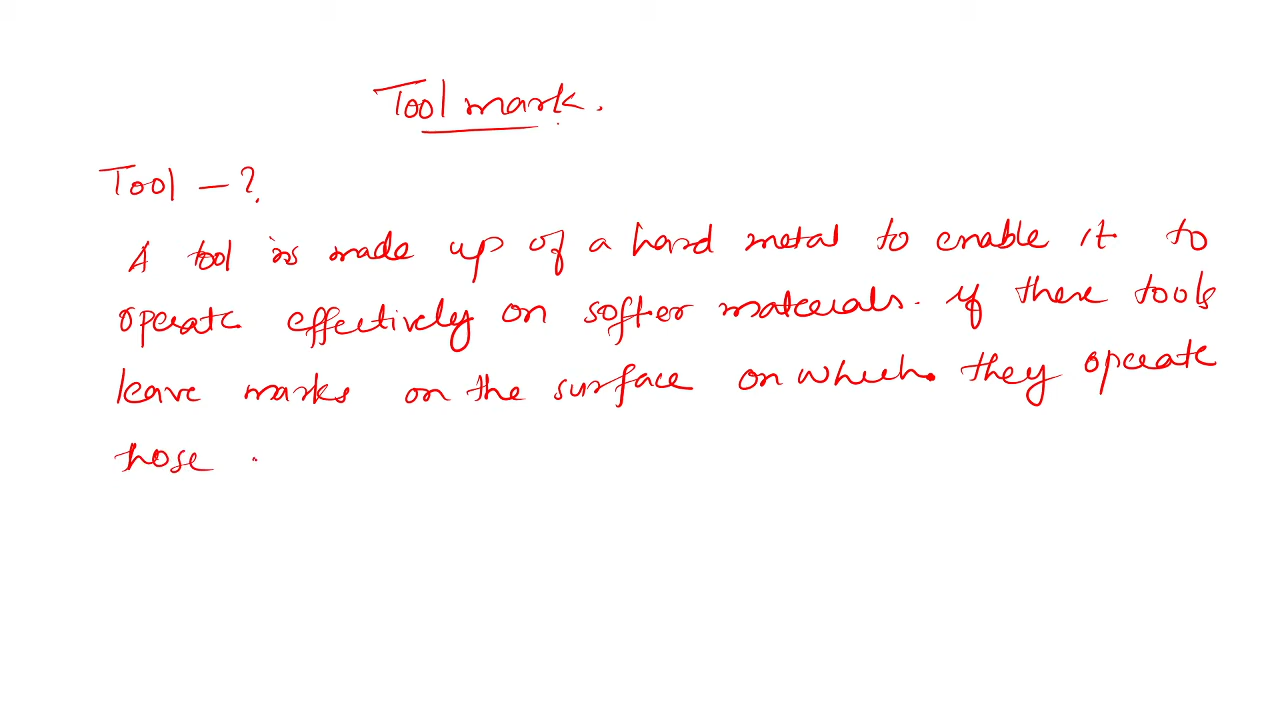 Tool mark.
Tool - ?
A tool is made up of a hard metal to enable it to
operate effectively on softer materials. if these tools
leave marks on the surface on which they operate
those